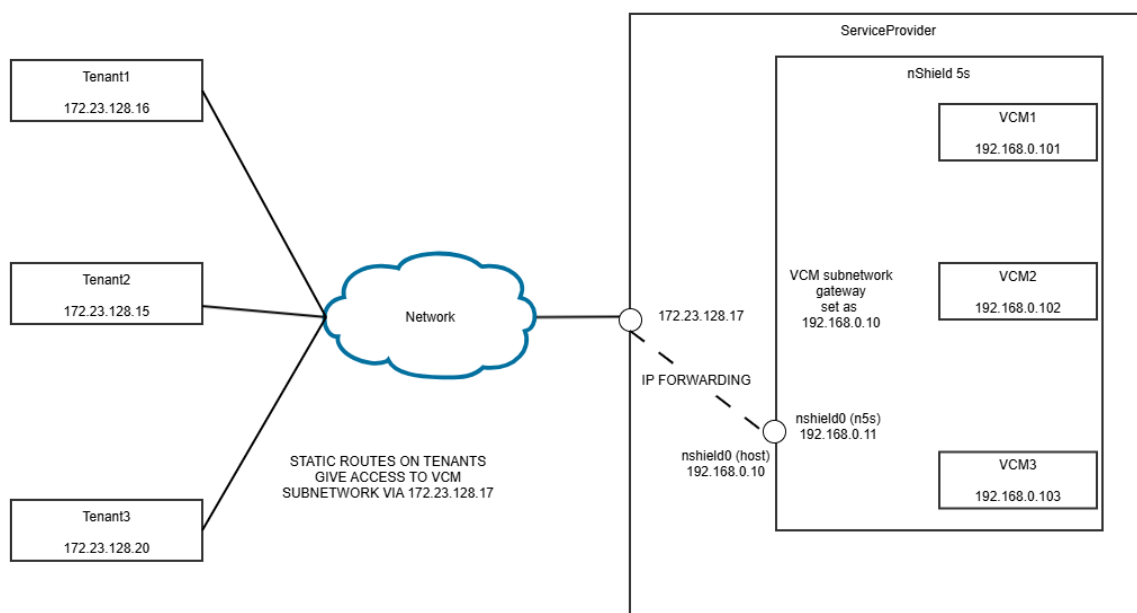 ServiceProvider
nShield 5s
Tenant1
172.23.128.16
VCM1
192.168.0.101
Tenant2
172.23.128.15
Network
172.23.128.17
VCM subnetwork
gateway
set as
192.168.0.10
VCM2
192.168.0.102
IP FORWARDING
nshield0 (n5s)
192.168.0.11
nshield0 (host)
192.168.0.10
STATIC ROUTES ON TENANTS
GIVE ACCESS TO VCM
SUBNETWORK VIA 172.23.128.17
VCM3
192.168.0.103
Tenant3
172.23.128.20